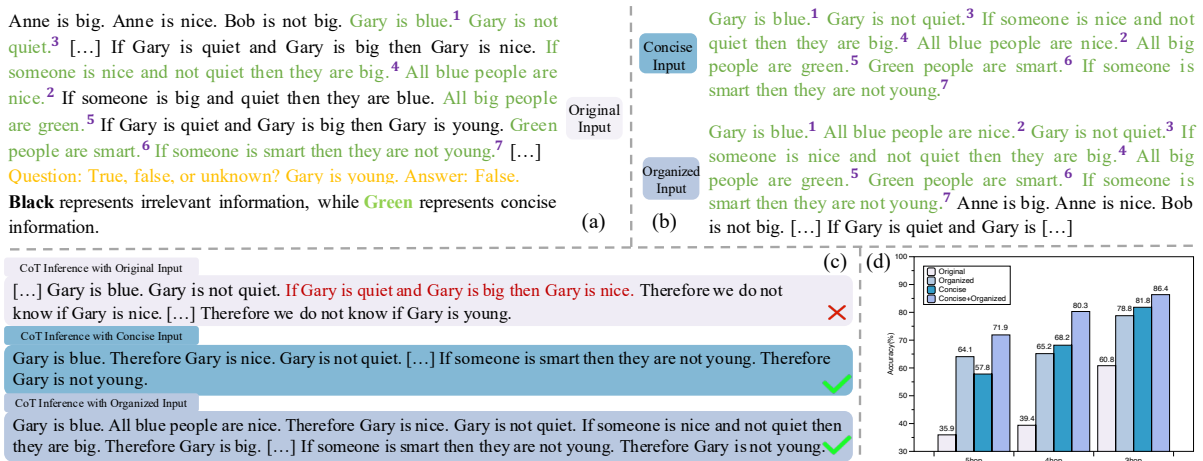 Anne is big. Anne is nice. Bob is not big. Gary is blue.1 Gary is not
quiet.3 [...] If Gary is quiet and Gary is big then Gary is nice. If
someone is nice and not quiet then they are big.4 All blue people are
nice.2 If someone is big and quiet then they are blue. All big people
are green.5 If Gary is quiet and Gary is big then Gary is young. Green
people are smart.6 If someone is smart then they are not young.7 [...]
Question: True, false, or unknown? Gary is young. Answer: False.
Black represents irrelevant information, while Green represents concise
information.
Original
Input
(a)
Concise
Input
Gary is blue.1 Gary is not quiet.3 If someone is nice and not
quiet then they are big.4 All blue people are nice.2 All big
people are green.5 Green people are smart.6 If someone is
smart then they are not young.7
Organized
Input
Gary is blue.1 All blue people are nice.2 Gary is not quiet.3 If
someone is nice and not quiet then they are big.4 All big
people are green.5 Green people are smart.6 If someone is
smart then they are not young.7 Anne is big. Anne is nice. Bob
is not big. [...] If Gary is quiet and Gary is [...]
(b)
CoT Inference with Original Input
(c)
[...] Gary is blue. Gary is not quiet. If Gary is quiet and Gary is big then Gary is nice. Therefore we do not
know if Gary is nice. [...] Therefore we do not know if Gary is young.
CoT Inference with Concise Input
Gary is blue. Therefore Gary is nice. Gary is not quiet. [...] If someone is smart then they are not young. Therefore
Gary is not young.
CoT Inference with Organized Input
Gary is blue. All blue people are nice. Therefore Gary is nice. Gary is not quiet. If someone is nice and not quiet then
they are big. Therefore Gary is big. [...] If someone is smart then they are not young. Therefore Gary is not young.
(d)
Accuracy(%)
100
90
80
70
60
50
40
30
Original
Organized
Concise
Concise+Organized
35.9
64.1
57.8
71.9
39.4
65.2
68.2
80.3
60.8
78.8
81.8
86.4
5hop
4hop
3hop